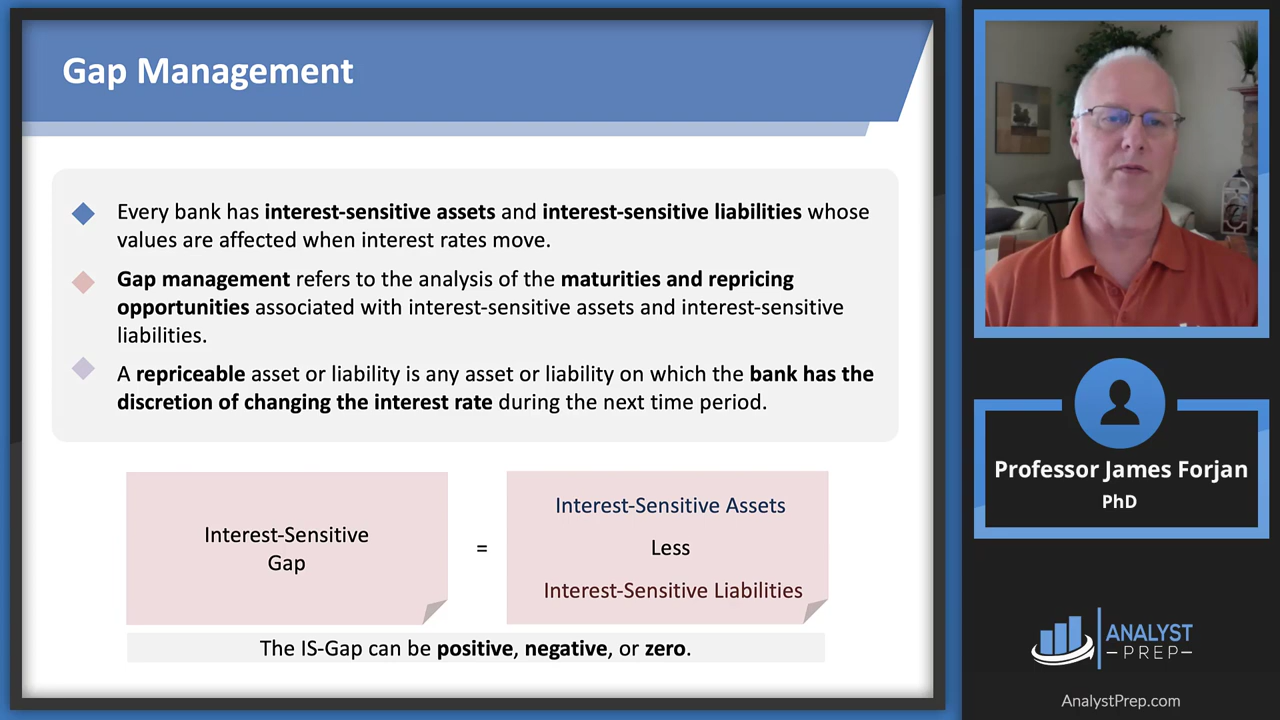 Gap Management
Every bank has interest-sensitive assets and interest-sensitive liabilities whose
values are affected when interest rates move.
Gap management refers to the analysis of the maturities and repricing
opportunities associated with interest-sensitive assets and interest-sensitive
liabilities.
A repriceable asset or liability is any asset or liability on which the bank has the
discretion of changing the interest rate during the next time period.
Interest-Sensitive
Gap
=
Interest-Sensitive Assets
Less
Interest-Sensitive Liabilities
The IS-Gap can be positive, negative, or zero.
Professor James Forjan
PhD
ANALYST
PREP
AnalystPrep.com